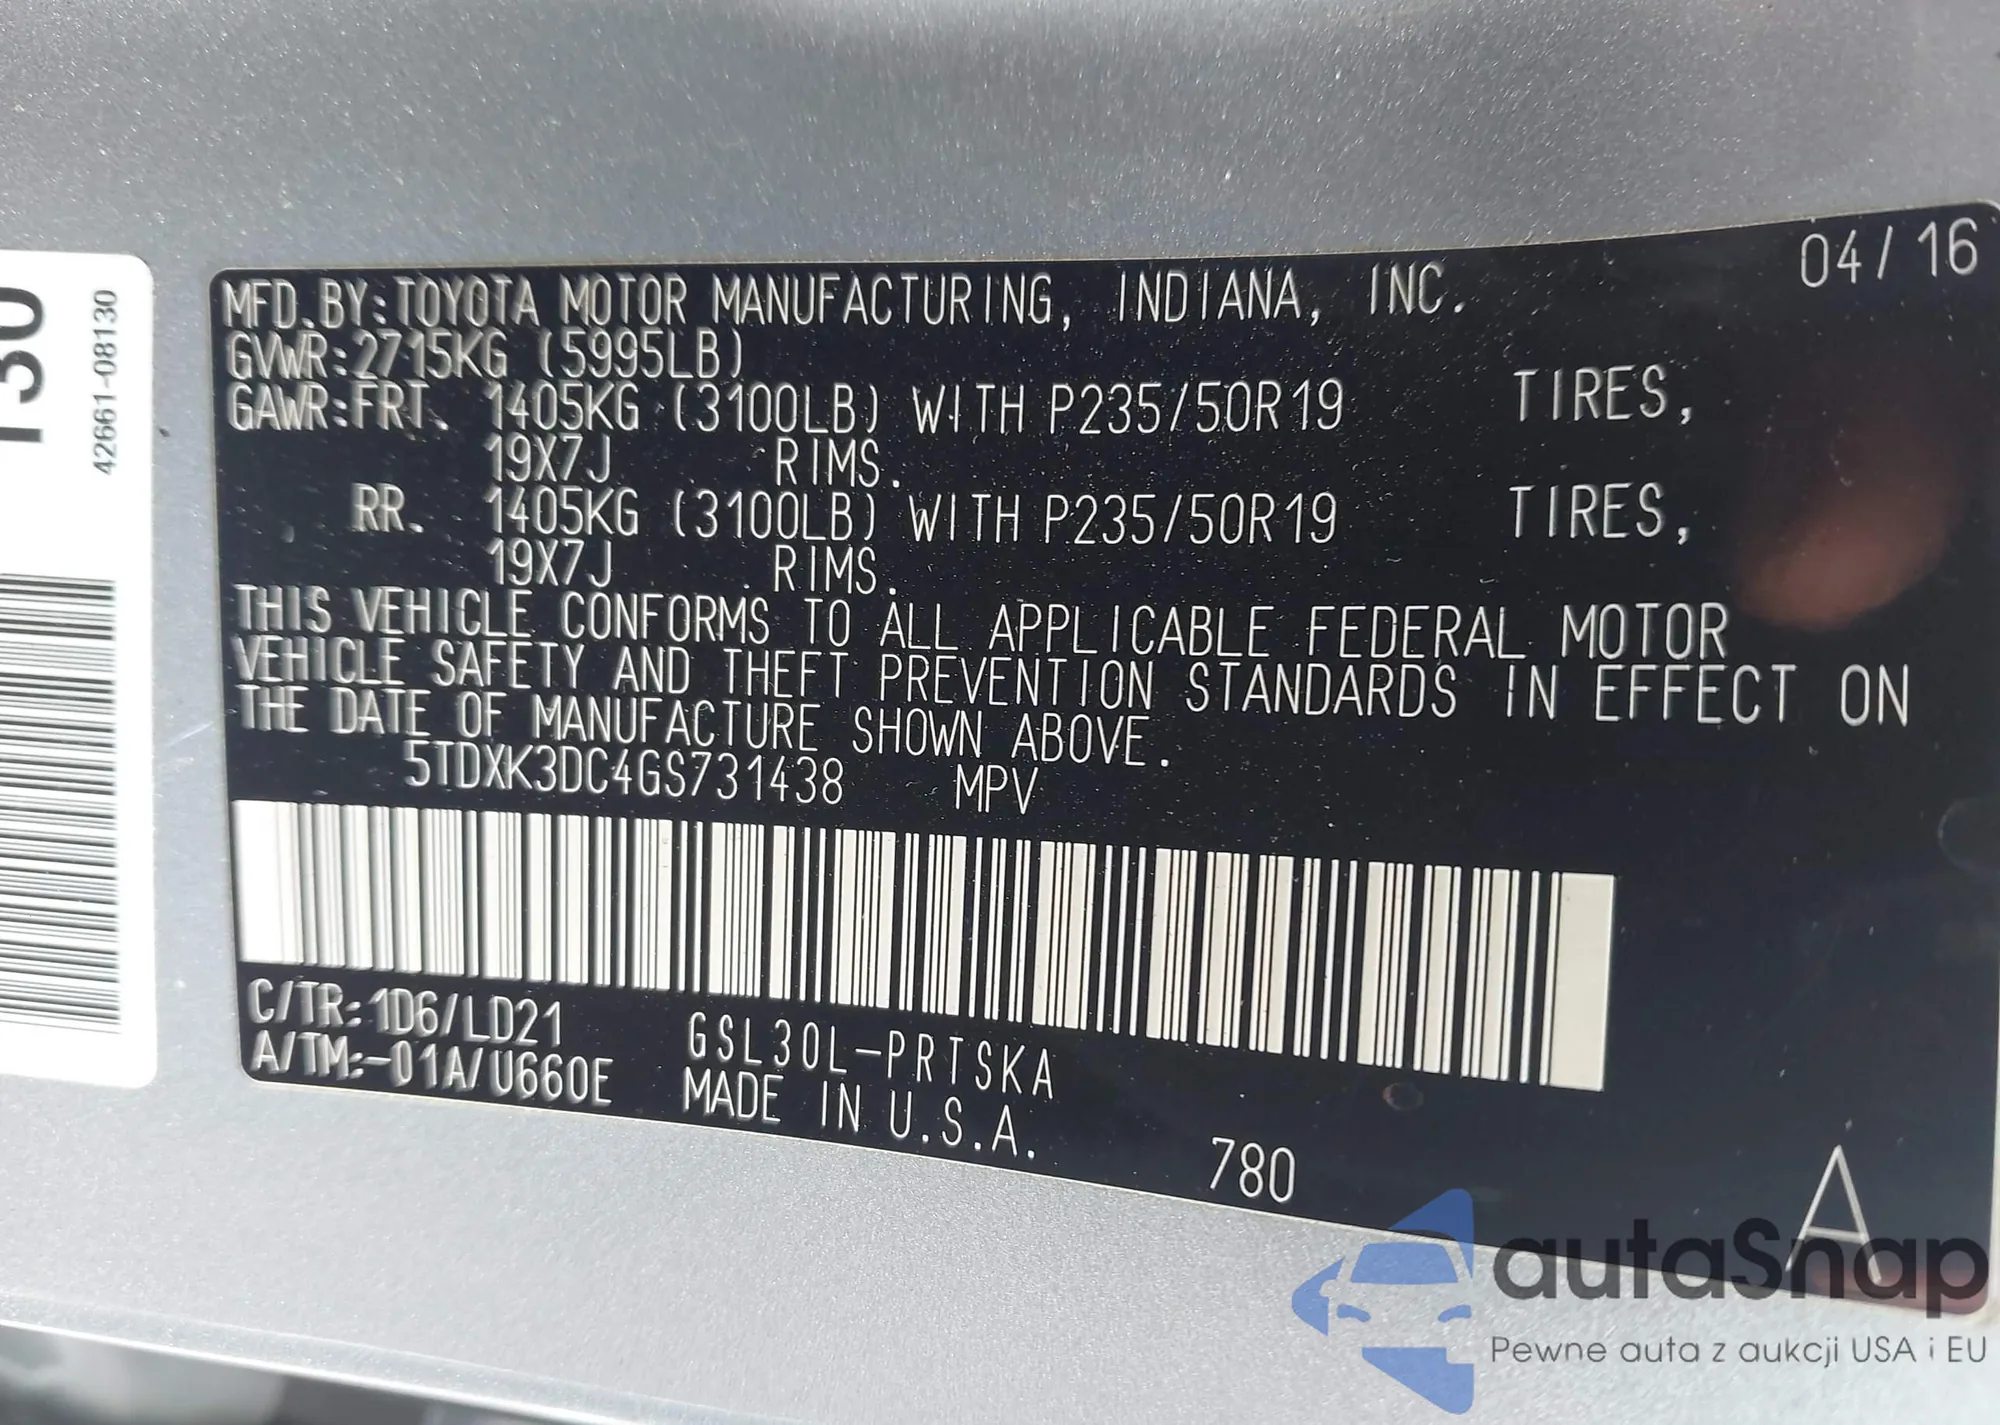 04/16
MFD.BY:TOYOTA MOTOR MANUFACTURING, INDIANA, INC.
GVWR:2715KG (5995LB)
GAWR:FRT. 1405KG (3100LB) WITH P235/50R19 TIRES,
19X7J RIMS.
RR. 1405KG (3100LB) WITH P235/50R19 TIRES,
19X7J RIMS.
THIS VEHICLE CONFORMS TO ALL APPLICABLE FEDERAL MOTOR
VEHICLE SAFETY AND THEFT PREVENTION STANDARDS IN EFFECT ON
THE DATE OF MANUFACTURE SHOWN ABOVE.
5TDXK3DC4GS731438 MPV
C/TR:1D6/LD21 GSL30L-PRTSKA
A/TM:-01A/U660E MADE IN U.S.A.
780
A
42661-08130
130
autaSnap
Pewne auta z aukcji USA i EU